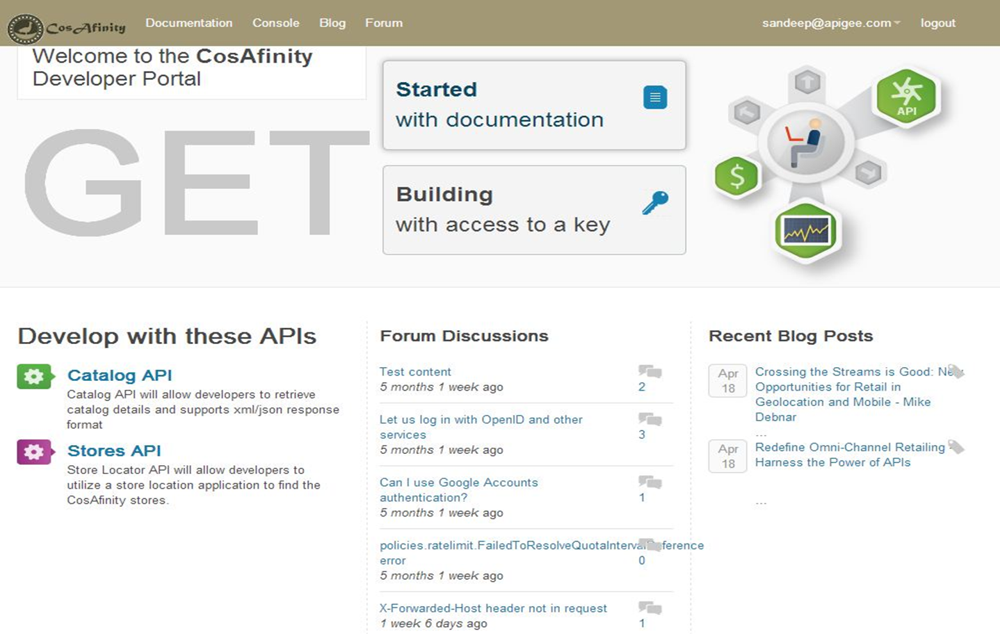 CosAfinity
Documentation
Console
Blog
Forum
sandeep@apigee.com
logout
Welcome to the CosAfinity
Developer Portal
GET
Started
with documentation
Building
with access to a key
API
$
Develop with these APIs
Catalog API
Catalog API will allow developers to retrieve
catalog details and supports xml/json response
format
Stores API
Store Locator API will allow developers to
utilize a store location application to find the
CosAfinity stores.
Forum Discussions
Test content
5 months 1 week ago
2
Let us log in with OpenID and other
services
5 months 1 week ago
3
Can I use Google Accounts
authentication?
5 months 1 week ago
1
policies.ratelimit.FailedToResolveQuotaIntervalReference
error
5 months 1 week ago
0
X-Forwarded-Host header not in request
1 week 6 days ago
1
Recent Blog Posts
Apr
18
Crossing the Streams is Good: New
Opportunities for Retail in
Geolocation and Mobile - Mike
Debnar
...
Apr
18
Redefine Omni-Channel Retailing -
Harness the Power of APIs
...